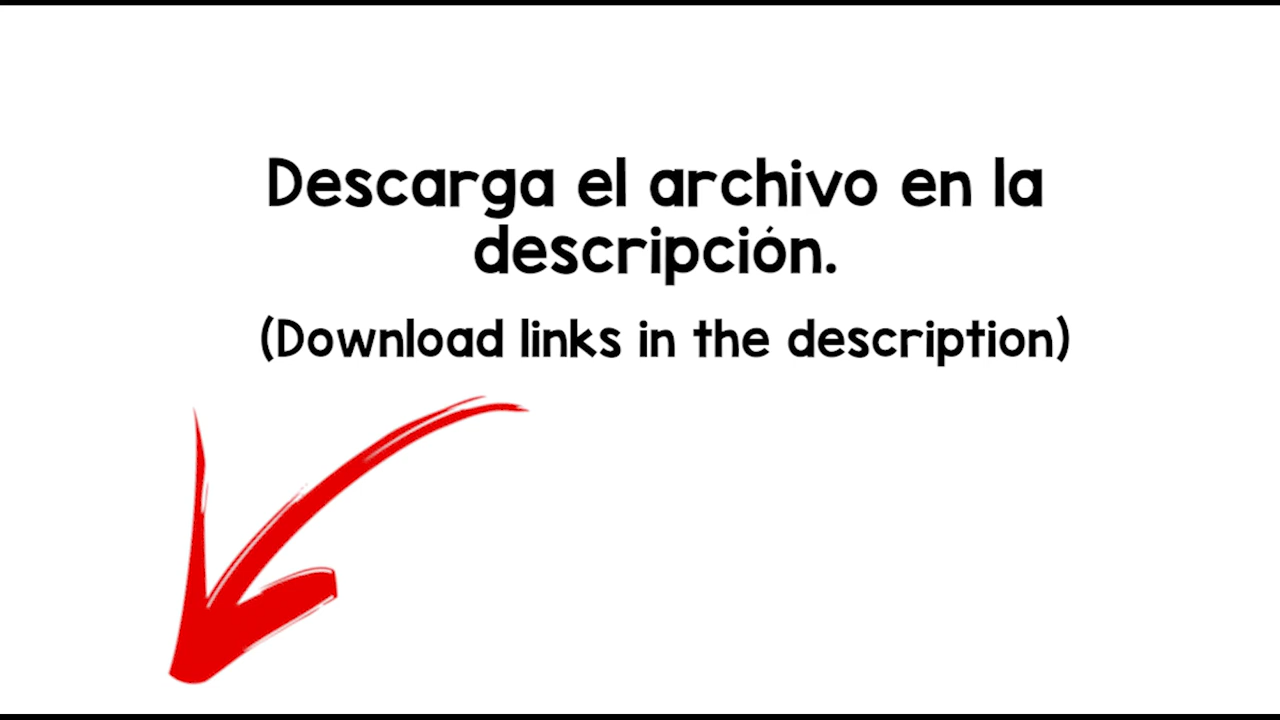 Descarga el archivo en la
descripción.
(Download links in the description)